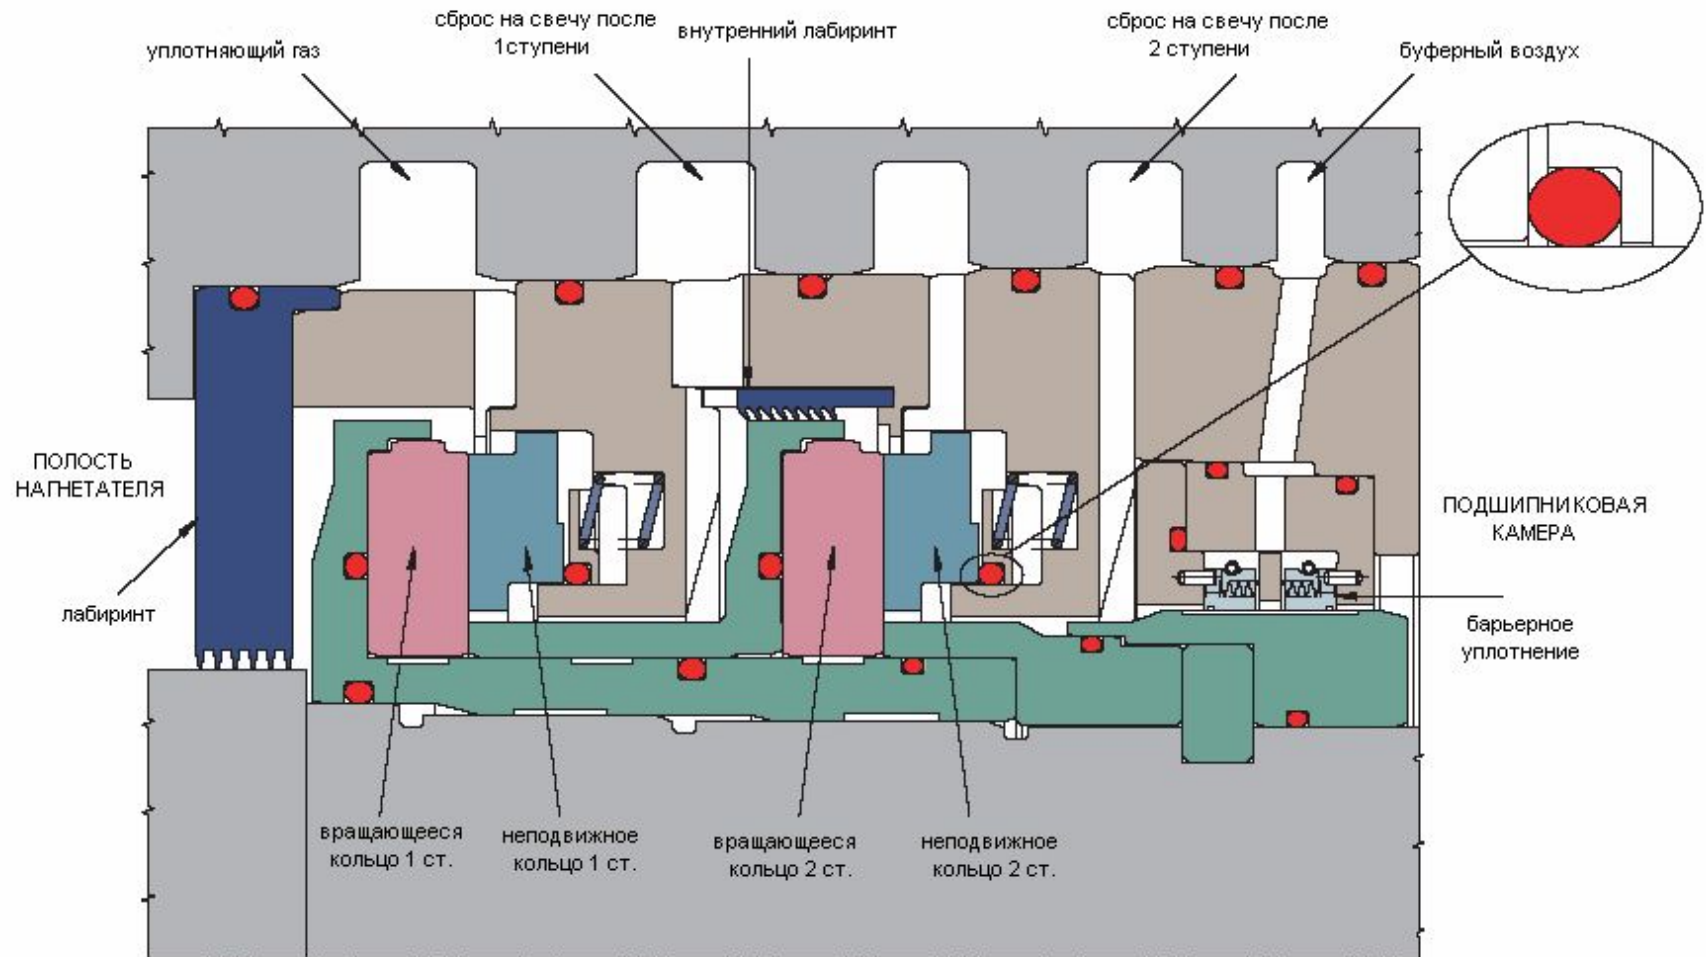 сброс на свечу после
1ступени
уплотняющий газ
внутренний лабиринт
сброс на свечу после
2 ступени
буферный воздух
ПОЛОСТЬ
НАГНЕТАТЕЛЯ
лабиринт
ПОДШИПНИКОВАЯ
КАМЕРА
барьерное
уплотнение
вращающееся
кольцо 1 ст.
неподвижное
кольцо 1 ст.
вращающееся
кольцо 2 ст.
неподвижное
кольцо 2 ст.